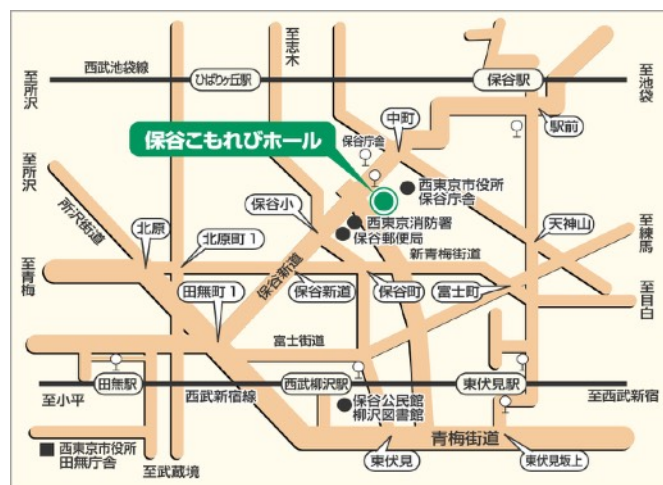 至志木
至所沢
西武池袋線
ひばりヶ丘駅
保谷駅
至池袋
中町
駅前
保谷こもれびホール
保谷庁舎
西東京市役所
保谷庁舎
至所沢
所沢街道
北原
北原町1
保谷小
西東京消防署
保谷郵便局
新青梅街道
天神山
至練馬
至青梅
田無町1
保谷新道
保谷新道
保谷町
富士町
至目白
富士街道
田無駅
西武柳沢駅
東伏見駅
至小平
西武新宿線
至西武新宿
保谷公民館
柳沢図書館
西東京市役所
田無庁舎
至武蔵境
東伏見
青梅街道
東伏見坂上